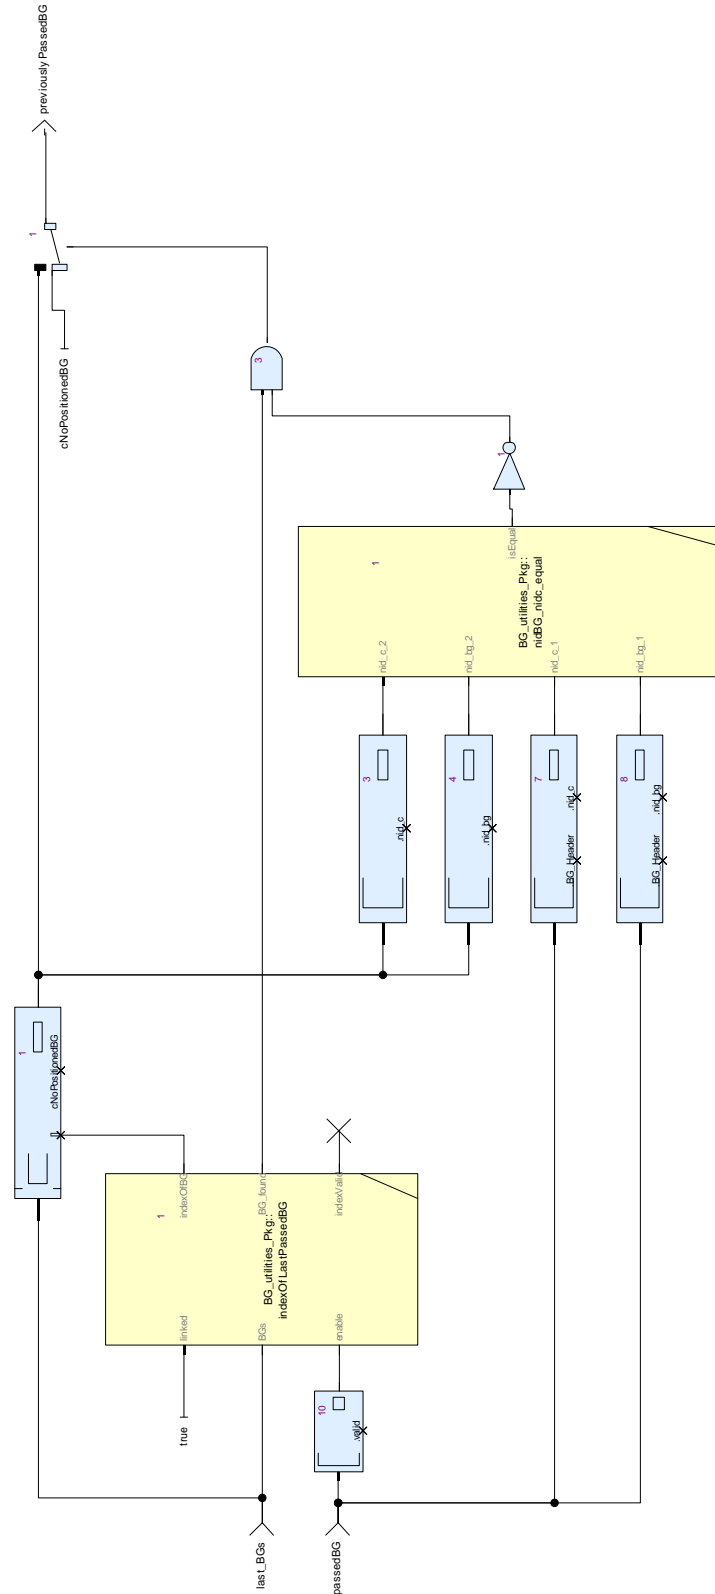 previouslyPassedBG
1
cNoPositionedBG
3
1
isEqual
1
BG_utilities_Pkg::
nidBG_nidc_equal
nid_c_2
nid_bg_2
nid_c_1
nid_bg_1
3
.nid_c
4
.nid_bg
7
.BG_Header
.nid_c
8
.BG_Header
.nid_bg
1
cNoPositionedBG
indexOfBG
BG_found
indexValid
1
BG_utilities_Pkg::
indexOfLastPassedBG
linked
BGs
enable
true
10
.valid
last_BGs
passedBG